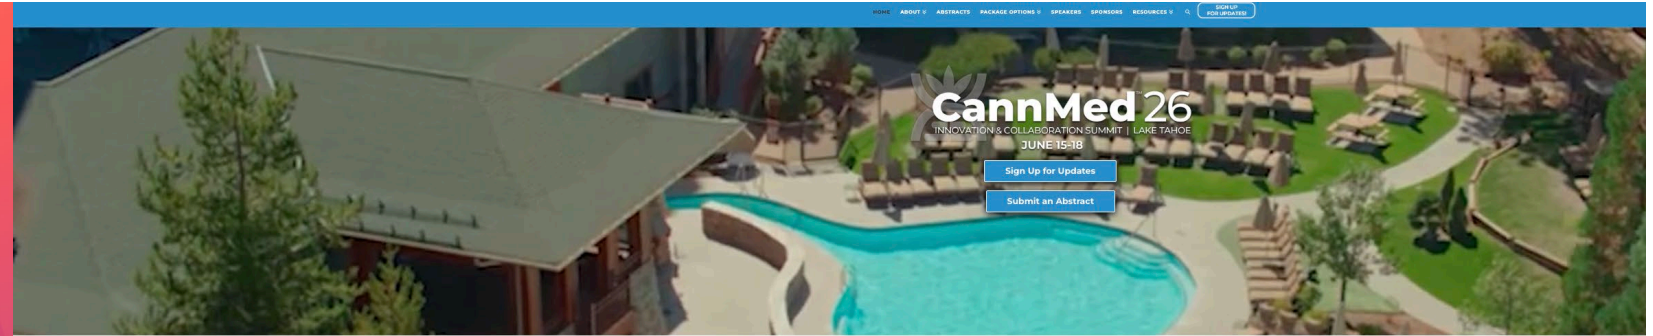 HOME ABOUT ABSTRACTS PACKAGE OPTIONS SPEAKERS SPONSORS RESOURCES SIGN UP
FOR UPDATES!
CannMed™ 26
INNOVATION & COLLABORATION SUMMIT | LAKE TAHOE
JUNE 15-18
Sign Up for Updates
Submit an Abstract